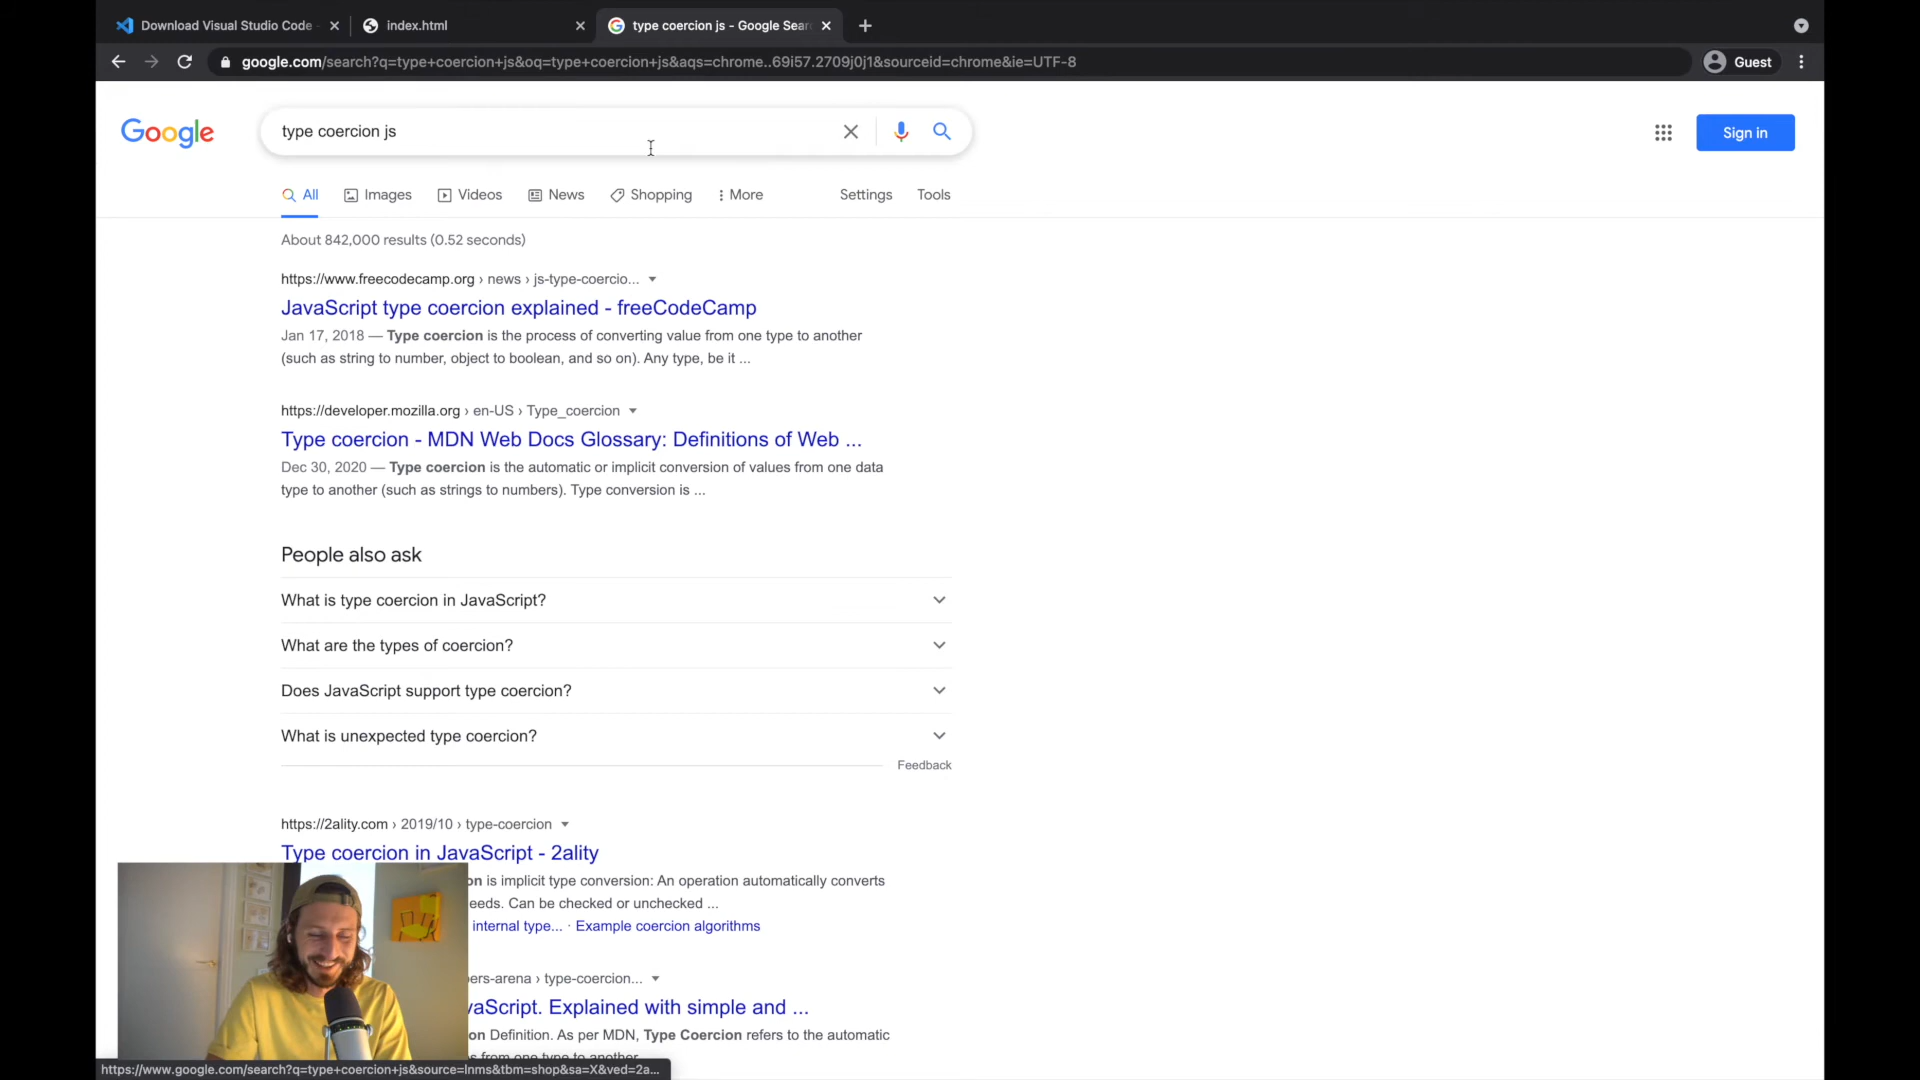 Download Visual Studio Code
index.html
type coercion js - Google Sear
google.com/search?q=type+coercion+js&oq=type+coercion+js&aqs=chrome..69i57.2709j0j1&sourceid=chrome&ie=UTF-8
Guest
Google
type coercion js
Sign in
All
Images
Videos
News
Shopping
More
Settings
Tools
About 842,000 results (0.52 seconds)
https://www.freecodecamp.org › news › js-type-coercio...
JavaScript type coercion explained - freeCodeCamp
Jan 17, 2018 — Type coercion is the process of converting value from one type to another
(such as string to number, object to boolean, and so on). Any type, be it ...
https://developer.mozilla.org › en-US › Type_coercion
Type coercion - MDN Web Docs Glossary: Definitions of Web ...
Dec 30, 2020 — Type coercion is the automatic or implicit conversion of values from one data
type to another (such as strings to numbers). Type conversion is ...
People also ask
What is type coercion in JavaScript?
What are the types of coercion?
Does JavaScript support type coercion?
What is unexpected type coercion?
Feedback
https://2ality.com › 2019/10 › type-coercion
Type coercion in JavaScript - 2ality
on is implicit type conversion: An operation automatically converts
eeds. Can be checked or unchecked ...
internal type... · Example coercion algorithms
ers-arena › type-coercion...
vaScript. Explained with simple and ...
on Definition. As per MDN, Type Coercion refers to the automatic
s from one type to another
https://www.google.com/search?q=type+coercion+js&source=lnms&tbm=shop&sa=X&ved=2a...